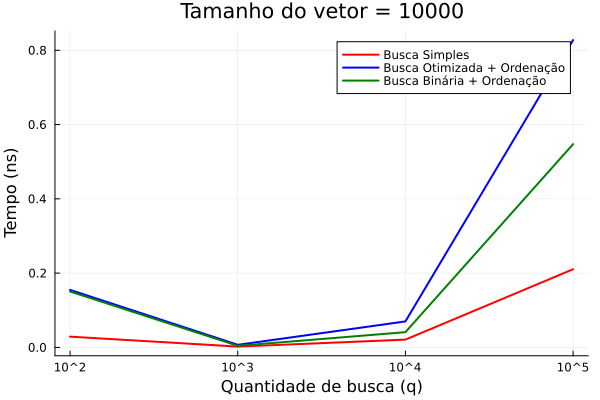 Tamanho do vetor = 10000
Busca Simples
Busca Otimizada + Ordenação
Busca Binária + Ordenação
Tempo (ns)
0.8
0.6
0.4
0.2
0.0
10^2
10^3
10^4
10^5
Quantidade de busca (q)